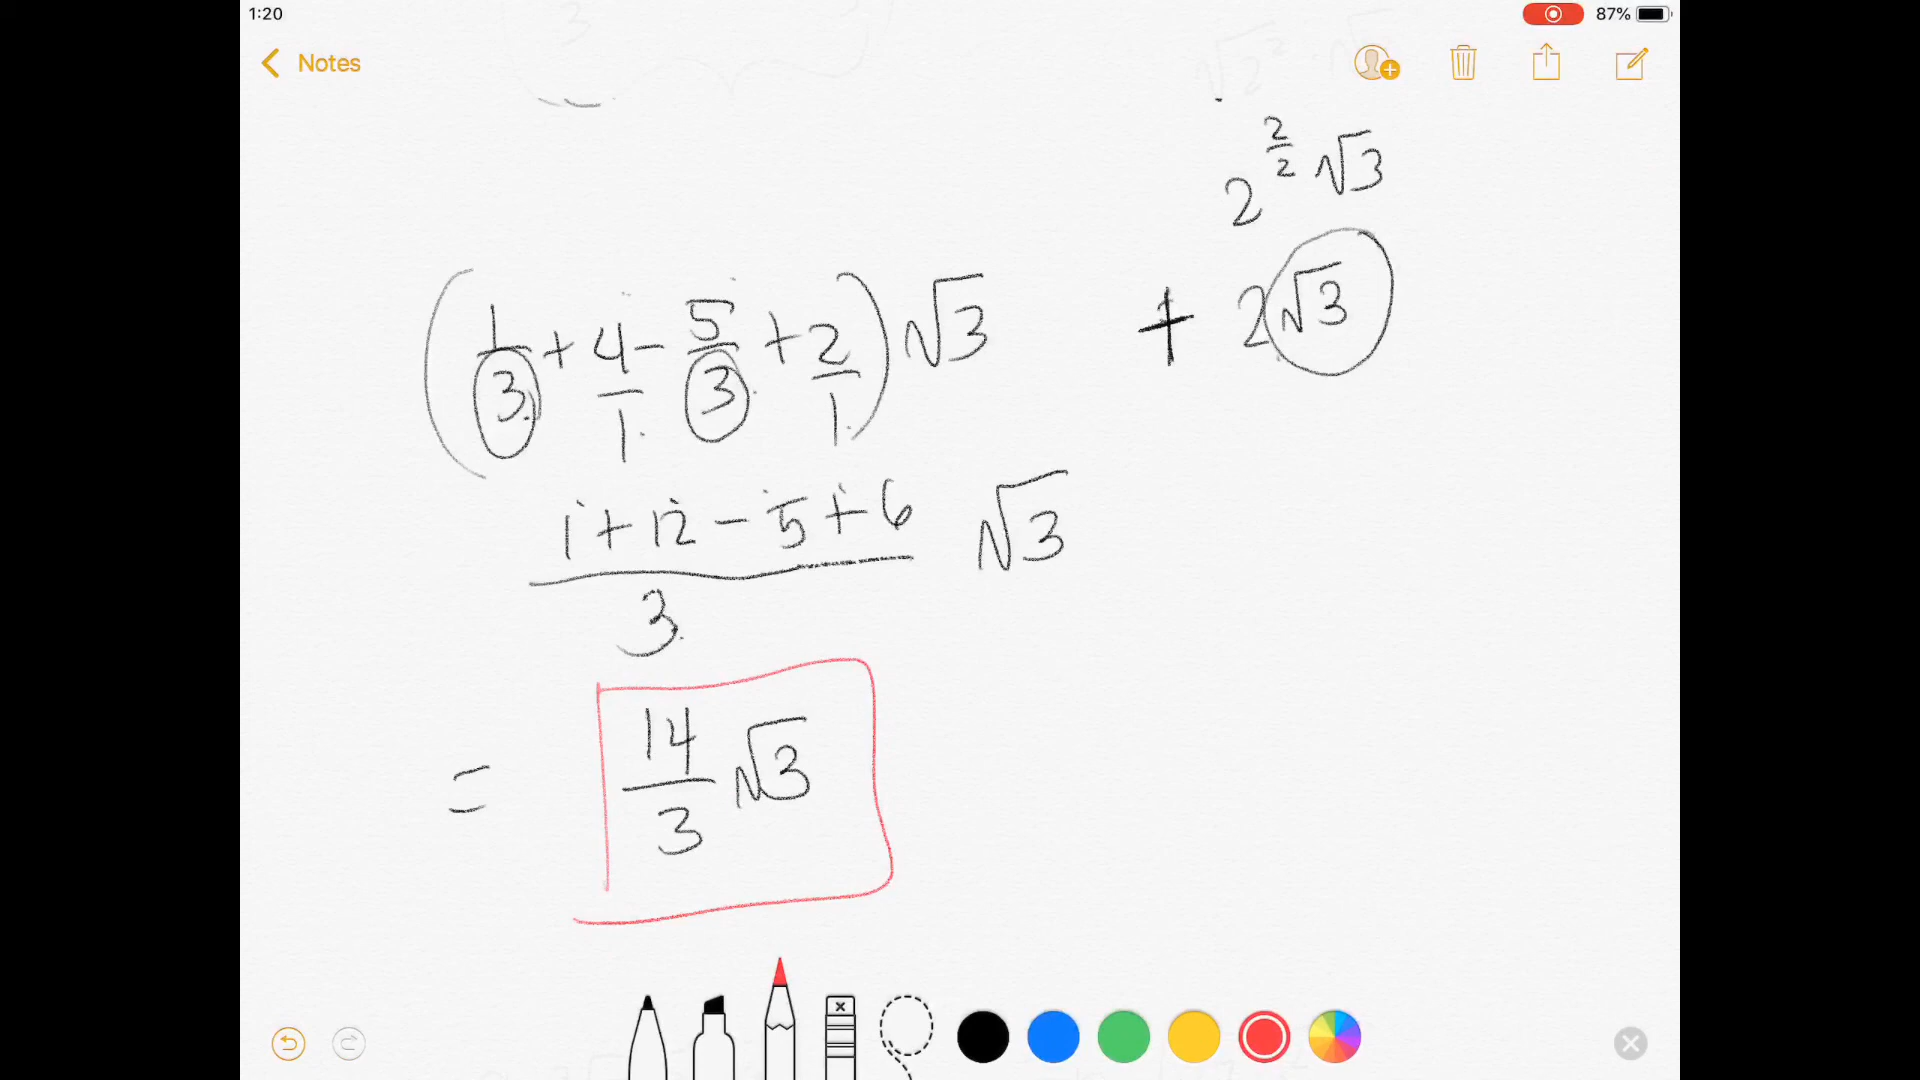 1:20
87%
Notes
2^(2/2) √3
(1/3 + 4/1 - 5/3 + 2/1) √3
+ 2√3
(1 + 12 - 5 + 6)/3 √3
= 14/3 √3